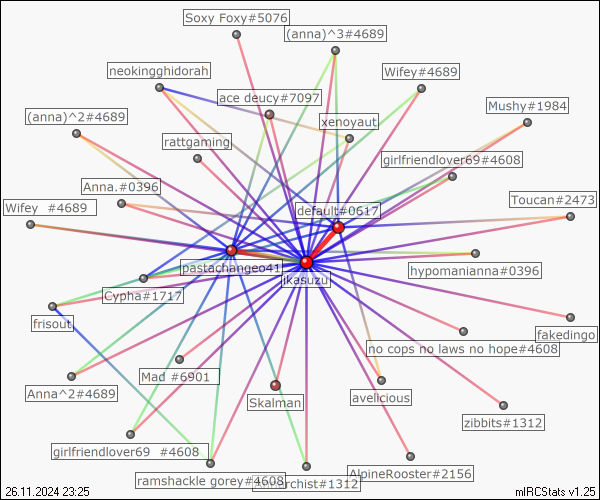 Soxy Foxy#5076
(anna)^3#4689
neokingghidorah
Wifey#4689
ace deucy#7097
Mushy#1984
(anna)^2#4689
xenoyaut
rattgaming
girlfriendlover69#4608
Anna.#0396
Toucan#2473
Wifey #4689
default#0617
pastachangeo41
hypomanianna#0396
ikasuzu
Cypha#1717
frisout
fakedingo
no cops no laws no hope#4608
Mad #6901
Anna^2#4689
avelicious
Skalman
zibbits#1312
girlfriendlover69 #4608
AlpineRooster#2156
ramshackle gorey#4608
archist#1312
26.11.2024 23:25
mIRCStats v1.25